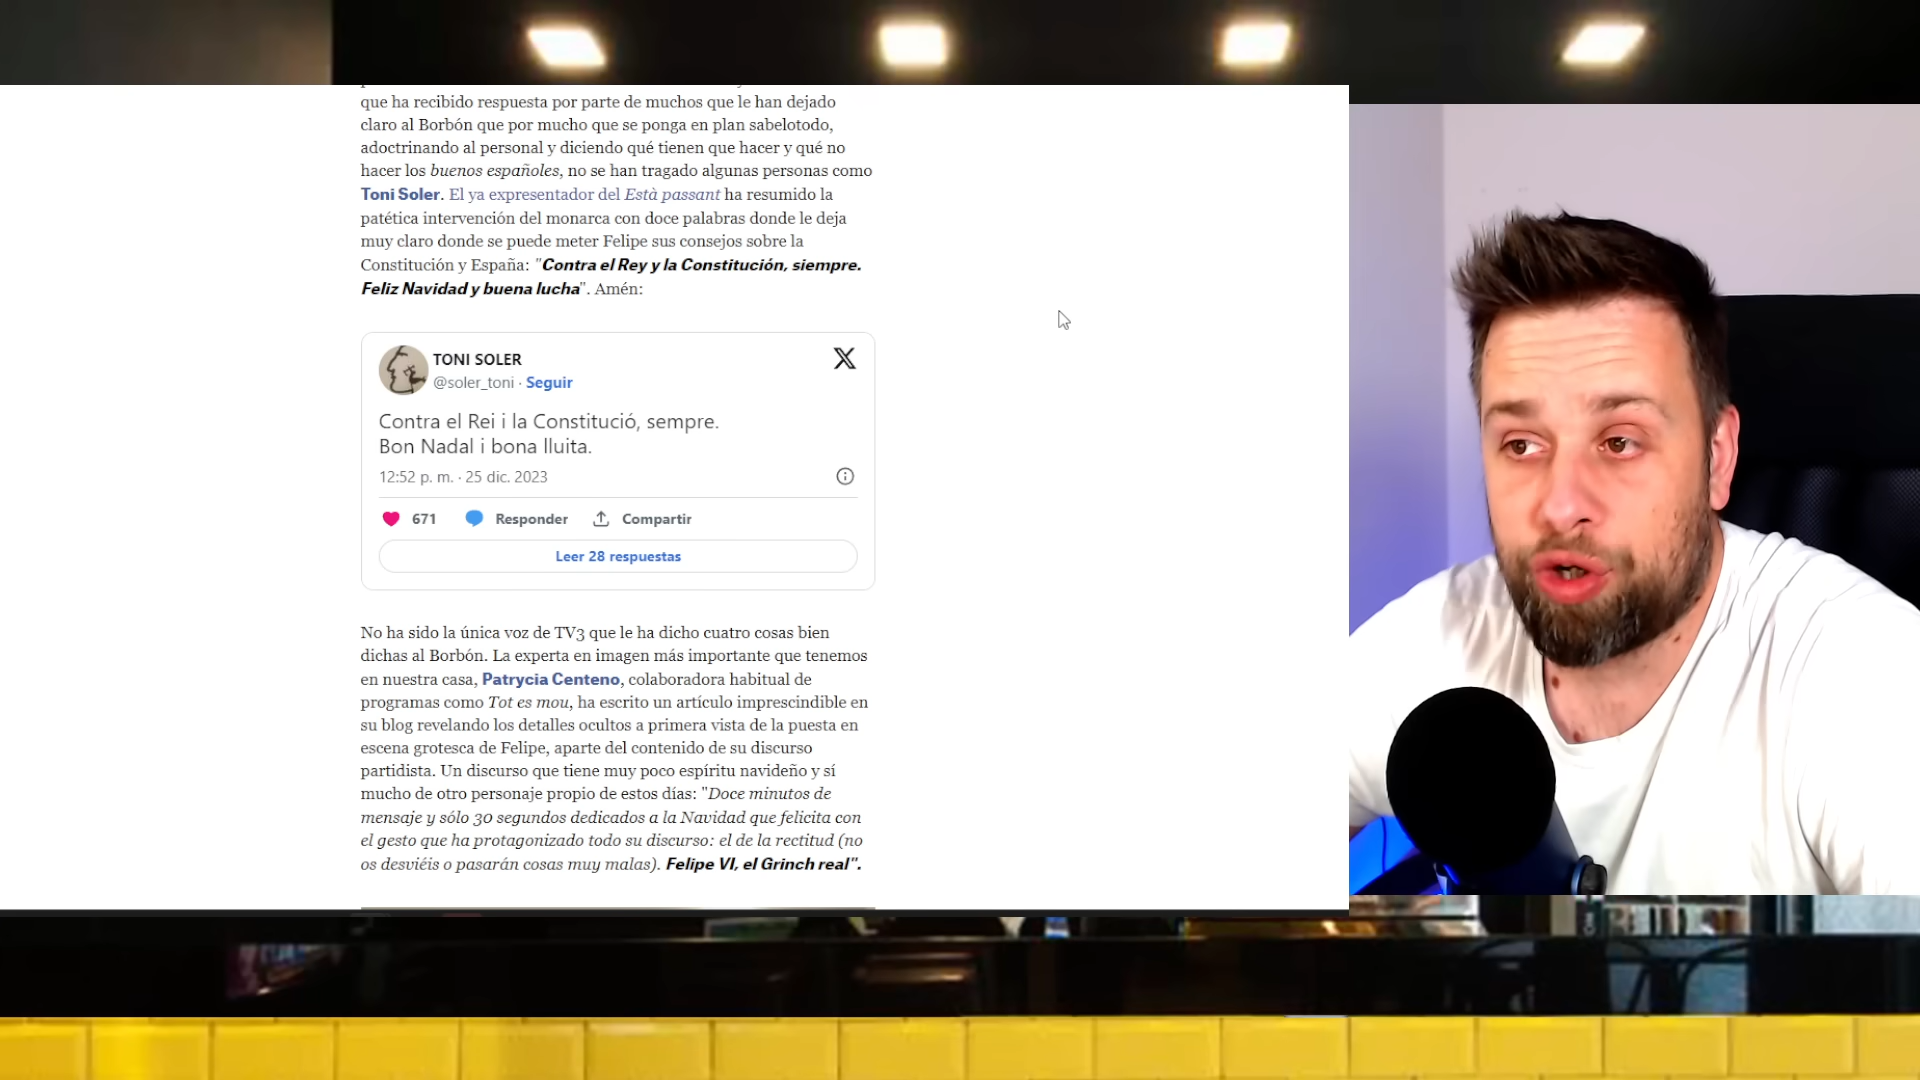 que ha recibido respuesta por parte de muchos que le han dejado
claro al Borbón que por mucho que se ponga en plan sabelotodo,
adoctrinando al personal y diciendo qué tienen que hacer y qué no
hacer los buenos españoles, no se han tragado algunas personas como
Toni Soler. El ya expresentador del Està passant ha resumido la
patética intervención del monarca con doce palabras donde le deja
muy claro donde se puede meter Felipe sus consejos sobre la
Constitución y España: "Contra el Rey y la Constitución, siempre.
Feliz Navidad y buena lucha". Amén:
TONI SOLER
@soler_toni · Seguir
Contra el Rei i la Constitució, sempre.
Bon Nadal i bona lluita.
12:52 p. m. · 25 dic. 2023
671 Responder Compartir
Leer 28 respuestas
No ha sido la única voz de TV3 que le ha dicho cuatro cosas bien
dichas al Borbón. La experta en imagen más importante que tenemos
en nuestra casa, Patrycia Centeno, colaboradora habitual de
programas como Tot es mou, ha escrito un artículo imprescindible en
su blog revelando los detalles ocultos a primera vista de la puesta en
escena grotesca de Felipe, aparte del contenido de su discurso
partidista. Un discurso que tiene muy poco espíritu navideño y sí
mucho de otro personaje propio de estos días: "Doce minutos de
mensaje y sólo 30 segundos dedicados a la Navidad que felicita con
el gesto que ha protagonizado todo su discurso: el de la rectitud (no
os desviéis o pasarán cosas muy malas). Felipe VI, el Grinch real".